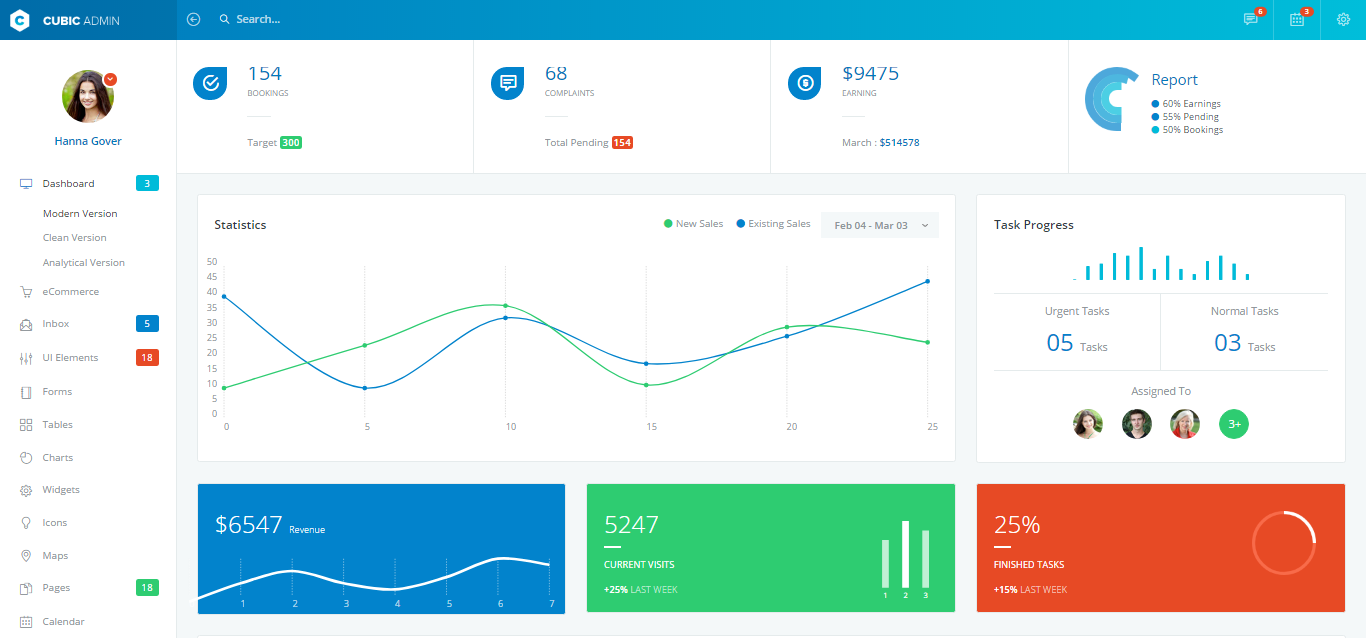 CUBIC ADMIN
Search...
6
3
Hanna Gover
Dashboard 3
Modern Version
Clean Version
Analytical Version
eCommerce
Inbox 5
UI Elements 18
Forms
Tables
Charts
Widgets
Icons
Maps
Pages 18
Calendar
154
BOOKINGS
Target 300
68
COMPLAINTS
Total Pending 154
$9475
EARNING
March : $514578
Report
60% Earnings
55% Pending
50% Bookings
Statistics
New Sales Existing Sales Feb 04 - Mar 03
50
45
40
35
30
25
20
15
10
5
0
0 5 10 15 20 25
Task Progress
Urgent Tasks
05 Tasks
Normal Tasks
03 Tasks
Assigned To
3+
$6547 Revenue
1 2 3 4 5 6 7
5247
CURRENT VISITS
+25% LAST WEEK
1 2 3
25%
FINISHED TASKS
+15% LAST WEEK